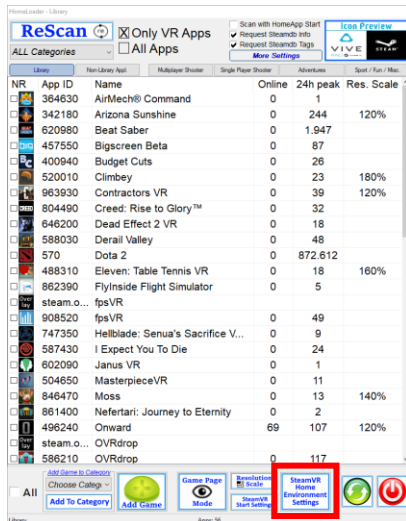 HomeLoader - Library
ReScan
Only VR Apps
All Apps
ALL Categories
Scan with HomeApp Start
Request Steamdb Info
Request Steamdb Tags
More Settings
Icon Preview
VIVE STEAM
Library Non-Library Appl. Multiplayer Shooter Single Player Shooter Adventures Sport / Fun / Misc.
NR App ID Name Online 24h peak Res. Scale
364630 AirMech® Command 0 1
342180 Arizona Sunshine 0 244 120%
620980 Beat Saber 0 1.947
457550 Bigscreen Beta 0 87
400940 Budget Cuts 0 26
520010 Climbey 0 23 180%
963930 Contractors VR 0 39 120%
804490 Creed: Rise to Glory™ 0 32
646200 Dead Effect 2 VR 0 18
588030 Derail Valley 0 48
570 Dota 2 0 872.612
488310 Eleven: Table Tennis VR 0 18 160%
862390 FlyInside Flight Simulator 0 5
Over lay steam.o... fpsVR
908520 fpsVR 0 49
747350 Hellblade: Senua's Sacrifice V... 0 9
587430 I Expect You To Die 0 24
602090 Janus VR 0 1
504650 MasterpieceVR 0 11
846470 Moss 0 13 140%
861400 Nefertari: Journey to Eternity 0 2
496240 Onward 69 107 120%
Over lay steam.o... OVRdrop
586210 OVRdrop 0 117
All
Add Game to Category
Choose Categ
Add To Category
Add Game
Game Page
Mode
Resolution
Scale
SteamVR
Start Settings
SteamVR
Home
Environment
Settings
Library Apps: 56